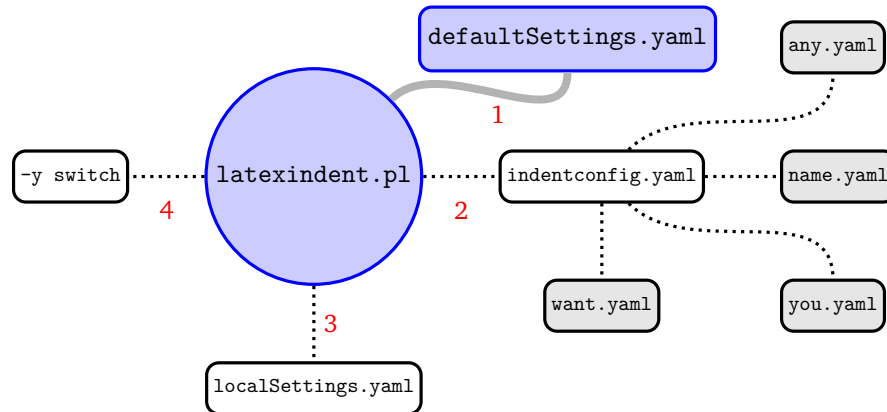 defaultSettings.yaml
any.yaml
1
-y switch
latexindent.pl
indentconfig.yaml
name.yaml
4
2
want.yaml
you.yaml
3
localSettings.yaml